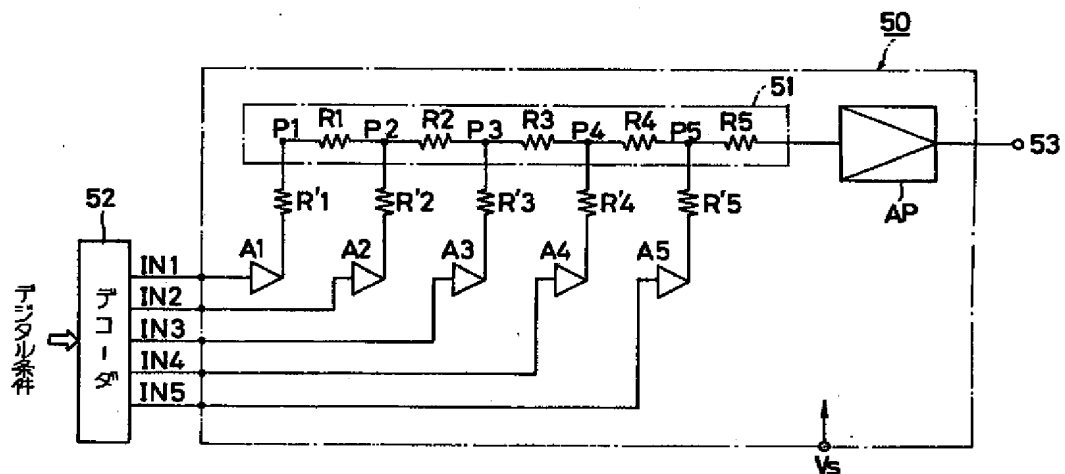 50
51
P1 R1 P2 R2 P3 R3 P4 R4 P5 R5
53
R'1 R'2 R'3 R'4 R'5
AP
52
A1 A2 A3 A4 A5
IN1
IN2
IN3
IN4
IN5
デジタル条件
デコーダ
Vs